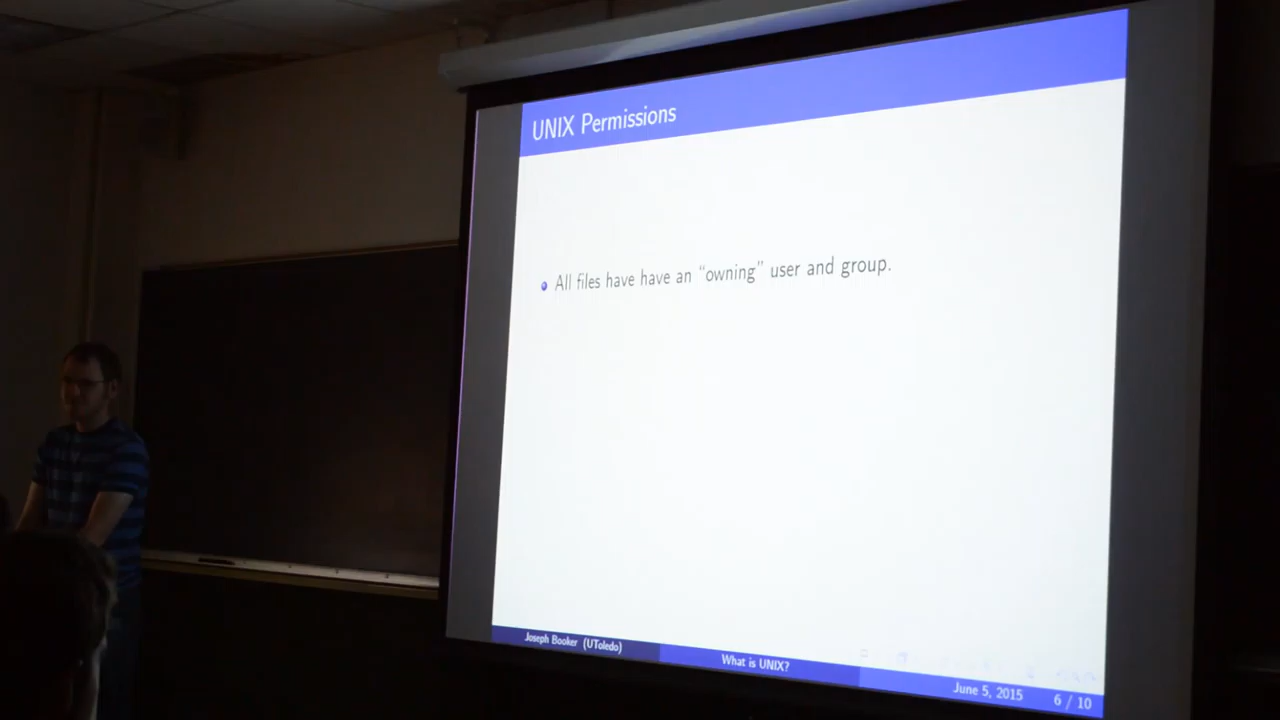 UNIX Permissions
All files have have an “owning” user and group.
Joseph Booker (UToledo)
What is UNIX?
June 5, 2015
6 / 10